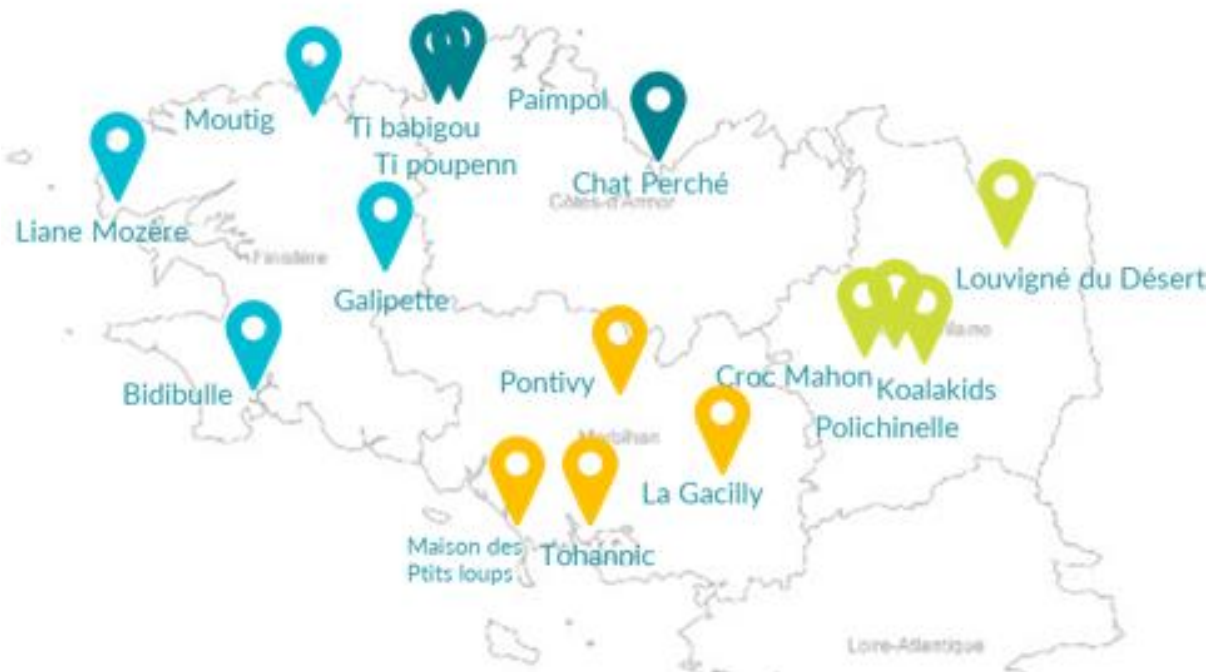 Moutig
Ti babigou
Ti poupenn
Paimpol
Chat Perché
Côtes-d'Armor
Liane Mozère
Finistère
Galipette
Louvigné du Désert
Bidibulle
Pontivy
Croc Mahon
Koalakids
Polichinelle
Morbihan
La Gacilly
Maison des
Ptits loups
Tohannic
Loire-Atlantique